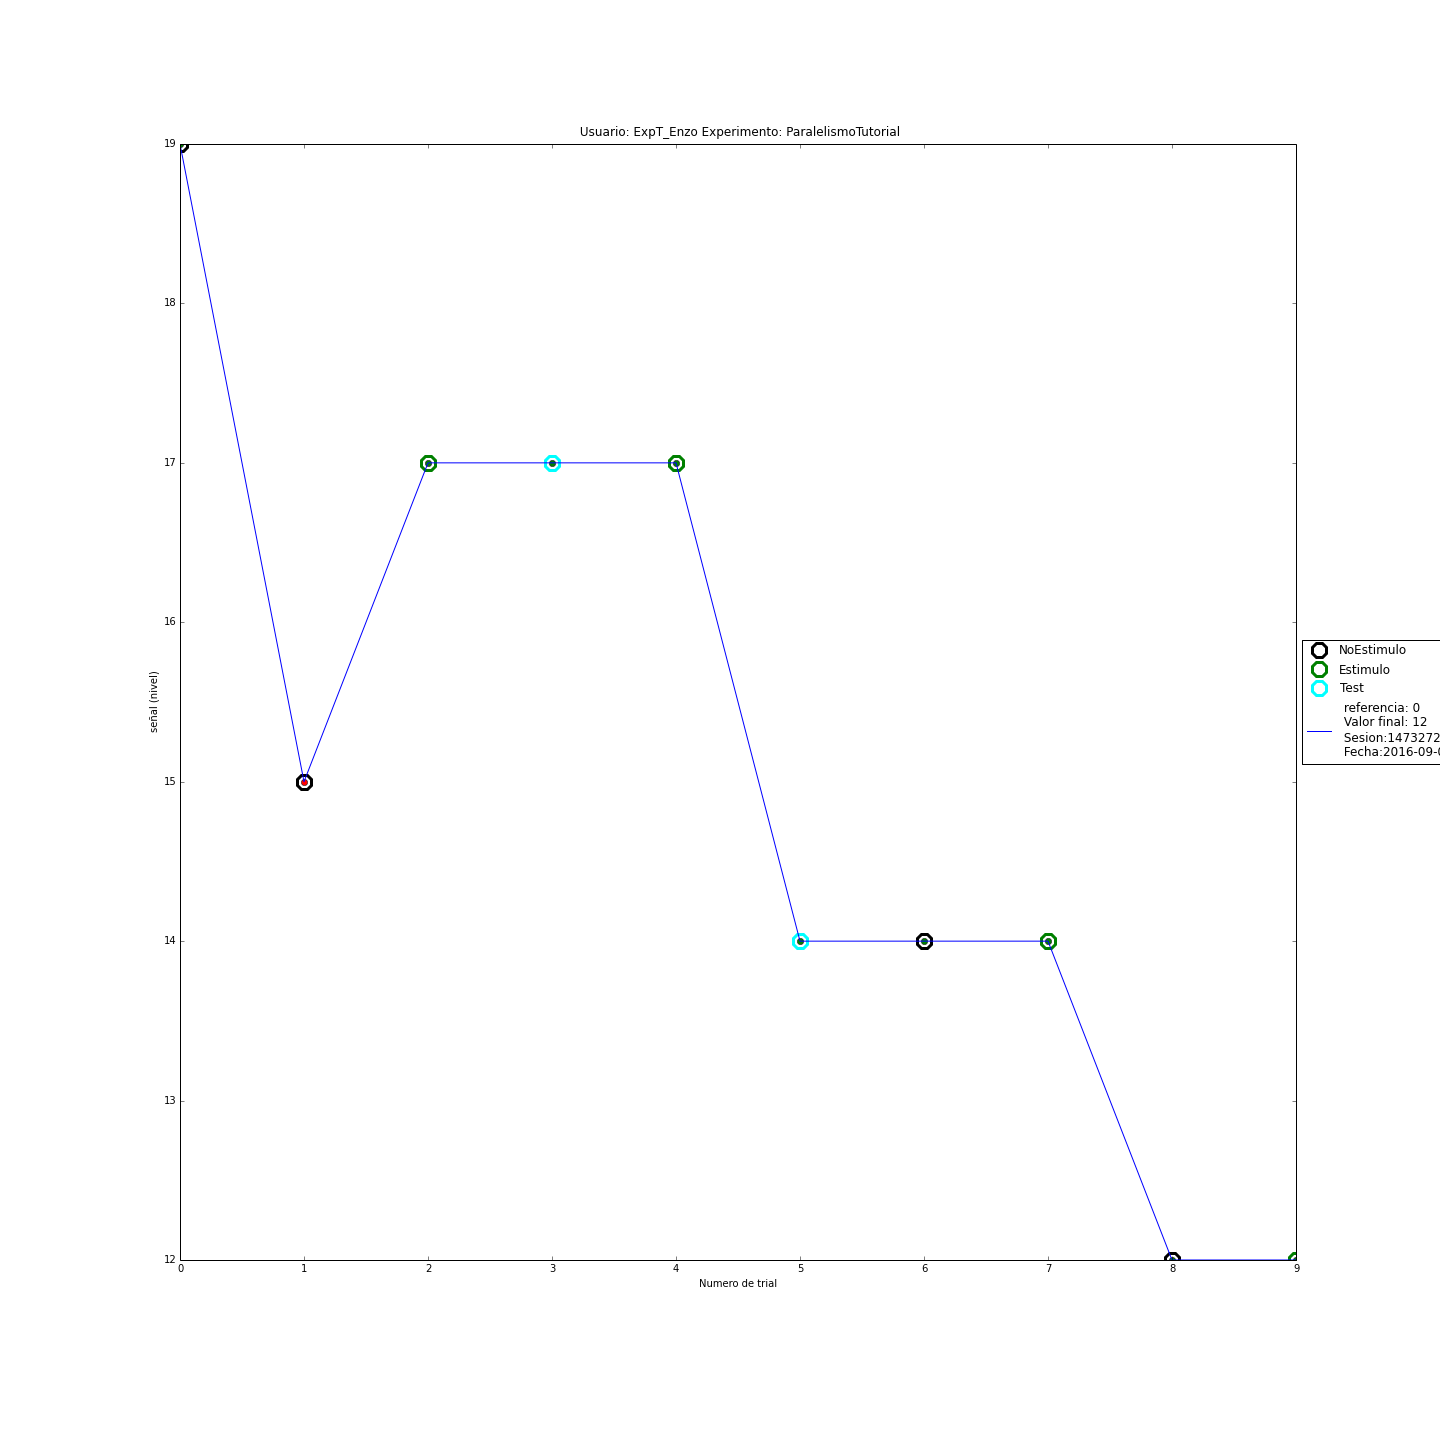 Usuario: ExpT_Enzo Experimento: ParalelismoTutorial
19
18
17
16
15
14
13
12
señal (nivel)
0 1 2 3 4 5 6 7 8 9
Numero de trial
NoEstimulo
Estimulo
Test
referencia: 0
Valor final: 12
Sesion:1473272
Fecha:2016-09-0